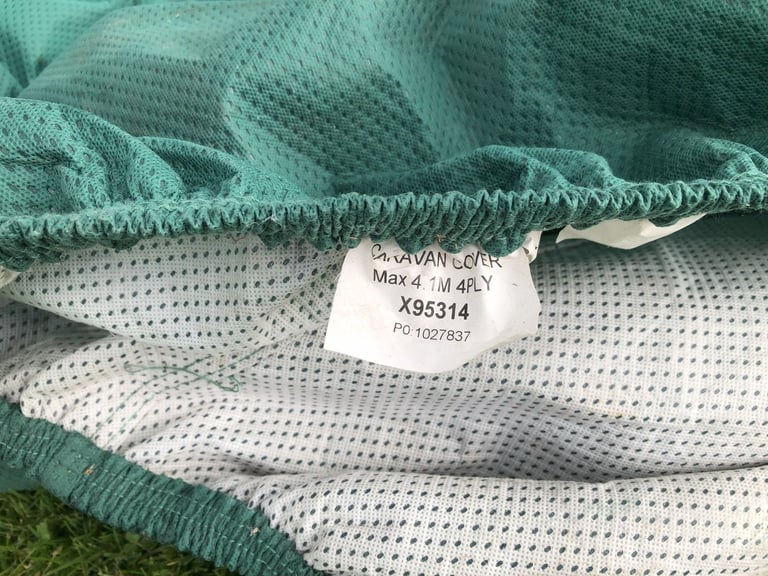 CARAVAN COVER
Max 4.1M 4PLY
X95314
PO:1027837